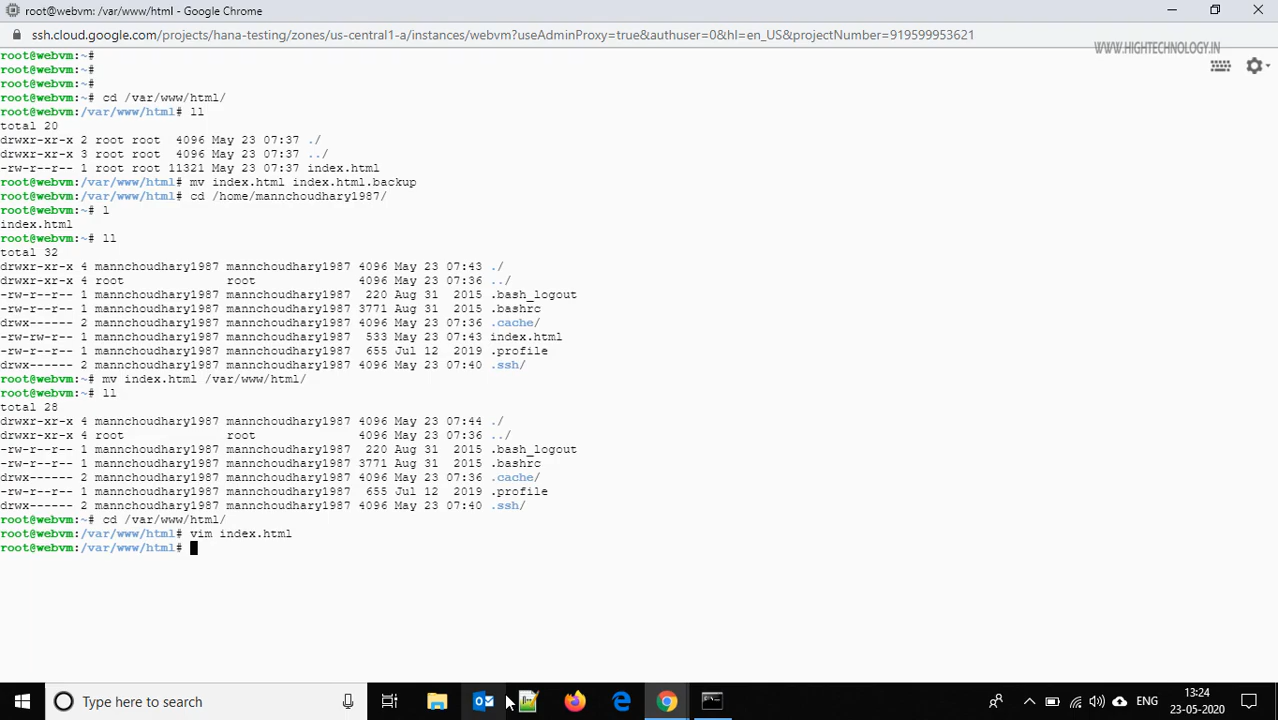 root@webvm: /var/www/html - Google Chrome
ssh.cloud.google.com/projects/hana-testing/zones/us-central1-a/instances/webvm?useAdminProxy=true&authuser=0&hl=en_US&projectNumber=919599953621
WWW.HIGHTECHNOLOGY.IN
root@webvm:~#
root@webvm:~#
root@webvm:~#
root@webvm:~# cd /var/www/html/
root@webvm:/var/www/html# ll
total 20
drwxr-xr-x 2 root root  4096 May 23 07:37 ./
drwxr-xr-x 3 root root  4096 May 23 07:37 ../
-rw-r--r-- 1 root root 11321 May 23 07:37 index.html
root@webvm:/var/www/html# mv index.html index.html.backup
root@webvm:/var/www/html# cd /home/mannchoudhary1987/
root@webvm:~# l
index.html
root@webvm:~# ll
total 32
drwxr-xr-x 4 mannchoudhary1987 mannchoudhary1987 4096 May 23 07:43 ./
drwxr-xr-x 4 root              root              4096 May 23 07:36 ../
-rw-r--r-- 1 mannchoudhary1987 mannchoudhary1987  220 Aug 31  2015 .bash_logout
-rw-r--r-- 1 mannchoudhary1987 mannchoudhary1987 3771 Aug 31  2015 .bashrc
drwx------ 2 mannchoudhary1987 mannchoudhary1987 4096 May 23 07:36 .cache/
-rw-rw-r-- 1 mannchoudhary1987 mannchoudhary1987  533 May 23 07:43 index.html
-rw-r--r-- 1 mannchoudhary1987 mannchoudhary1987  655 Jul 12  2019 .profile
drwx------ 2 mannchoudhary1987 mannchoudhary1987 4096 May 23 07:40 .ssh/
root@webvm:~# mv index.html /var/www/html/
root@webvm:~# ll
total 28
drwxr-xr-x 4 mannchoudhary1987 mannchoudhary1987 4096 May 23 07:44 ./
drwxr-xr-x 4 root              root              4096 May 23 07:36 ../
-rw-r--r-- 1 mannchoudhary1987 mannchoudhary1987  220 Aug 31  2015 .bash_logout
-rw-r--r-- 1 mannchoudhary1987 mannchoudhary1987 3771 Aug 31  2015 .bashrc
drwx------ 2 mannchoudhary1987 mannchoudhary1987 4096 May 23 07:36 .cache/
-rw-r--r-- 1 mannchoudhary1987 mannchoudhary1987  655 Jul 12  2019 .profile
drwx------ 2 mannchoudhary1987 mannchoudhary1987 4096 May 23 07:40 .ssh/
root@webvm:~# cd /var/www/html/
root@webvm:/var/www/html# vim index.html
root@webvm:/var/www/html#
Type here to search
ENG
13:24
23-05-2020